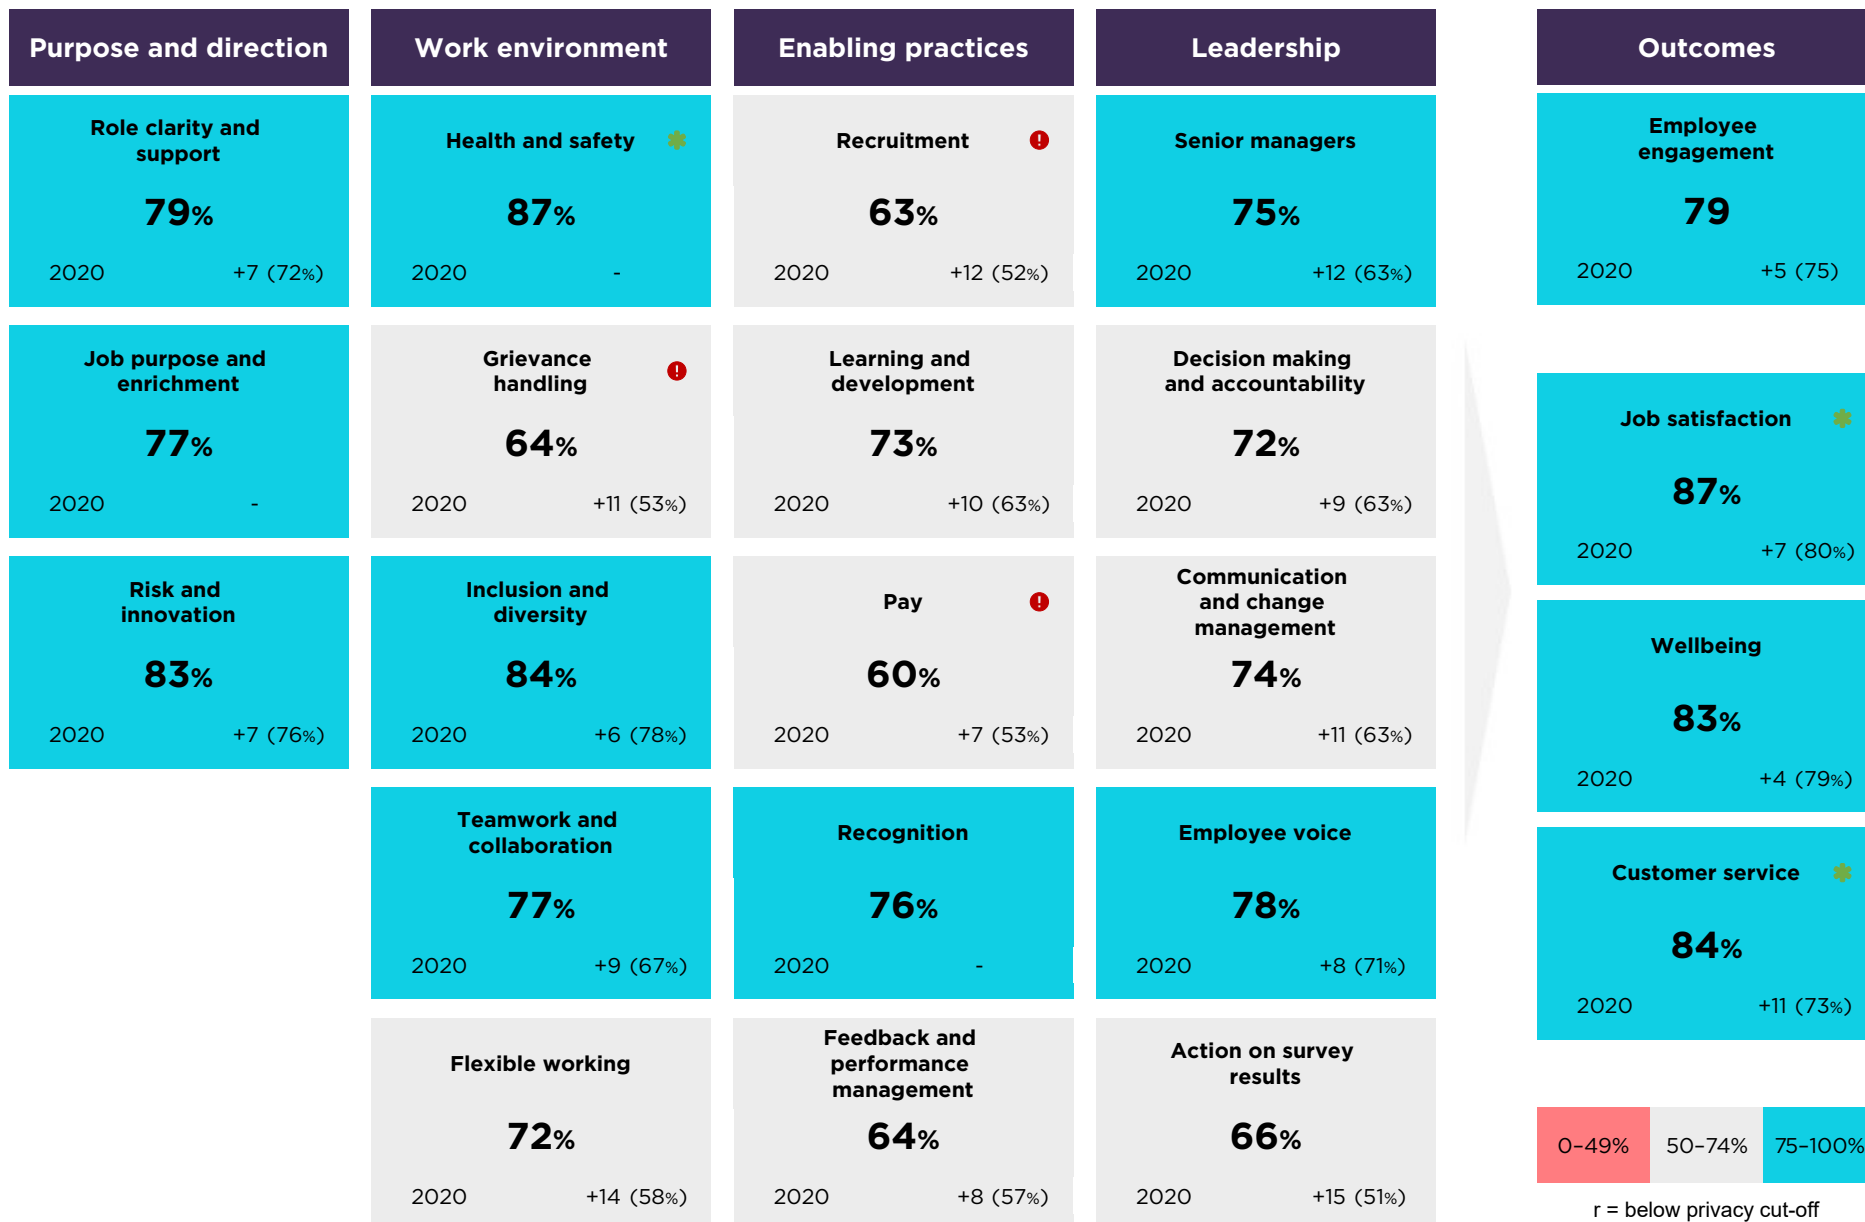 Purpose and direction
Role clarity and
support
79%
2020 +7 (72%)
Job purpose and
enrichment
77%
2020 -
Risk and
innovation
83%
2020 +7 (76%)
Work environment
Health and safety
87%
2020 -
Grievance
handling
64%
2020 +11 (53%)
Inclusion and
diversity
84%
2020 +6 (78%)
Teamwork and
collaboration
77%
2020 +9 (67%)
Flexible working
72%
2020 +14 (58%)
Enabling practices
Recruitment
63%
2020 +12 (52%)
Learning and
development
73%
2020 +10 (63%)
Pay
60%
2020 +7 (53%)
Recognition
76%
2020 -
Feedback and
performance
management
64%
2020 +8 (57%)
Leadership
Senior managers
75%
2020 +12 (63%)
Decision making
and accountability
72%
2020 +9 (63%)
Communication
and change
management
74%
2020 +11 (63%)
Employee voice
78%
2020 +8 (71%)
Action on survey
results
66%
2020 +15 (51%)
Outcomes
Employee
engagement
79
2020 +5 (75)
Job satisfaction
87%
2020 +7 (80%)
Wellbeing
83%
2020 +4 (79%)
Customer service
84%
2020 +11 (73%)
0–49% 50–74% 75–100%
r = below privacy cut-off